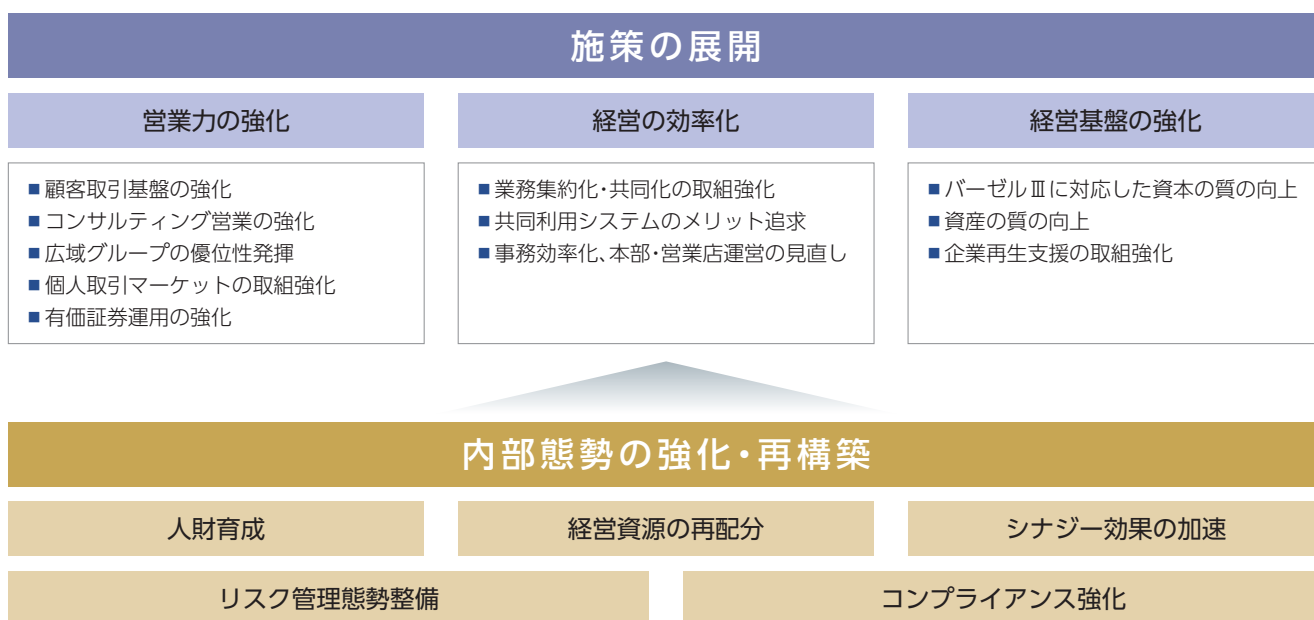 施策の展開
営業力の強化
■顧客取引基盤の強化
■コンサルティング営業の強化
■広域グループの優位性発揮
■個人取引マーケットの取組強化
■有価証券運用の強化
経営の効率化
■業務集約化・共同化の取組強化
■共同利用システムのメリット追求
■事務効率化、本部・営業店運営の見直し
経営基盤の強化
■バーゼルⅢに対応した資本の質の向上
■資産の質の向上
■企業再生支援の取組強化
内部態勢の強化・再構築
人財育成
経営資源の再配分
シナジー効果の加速
リスク管理態勢整備
コンプライアンス強化